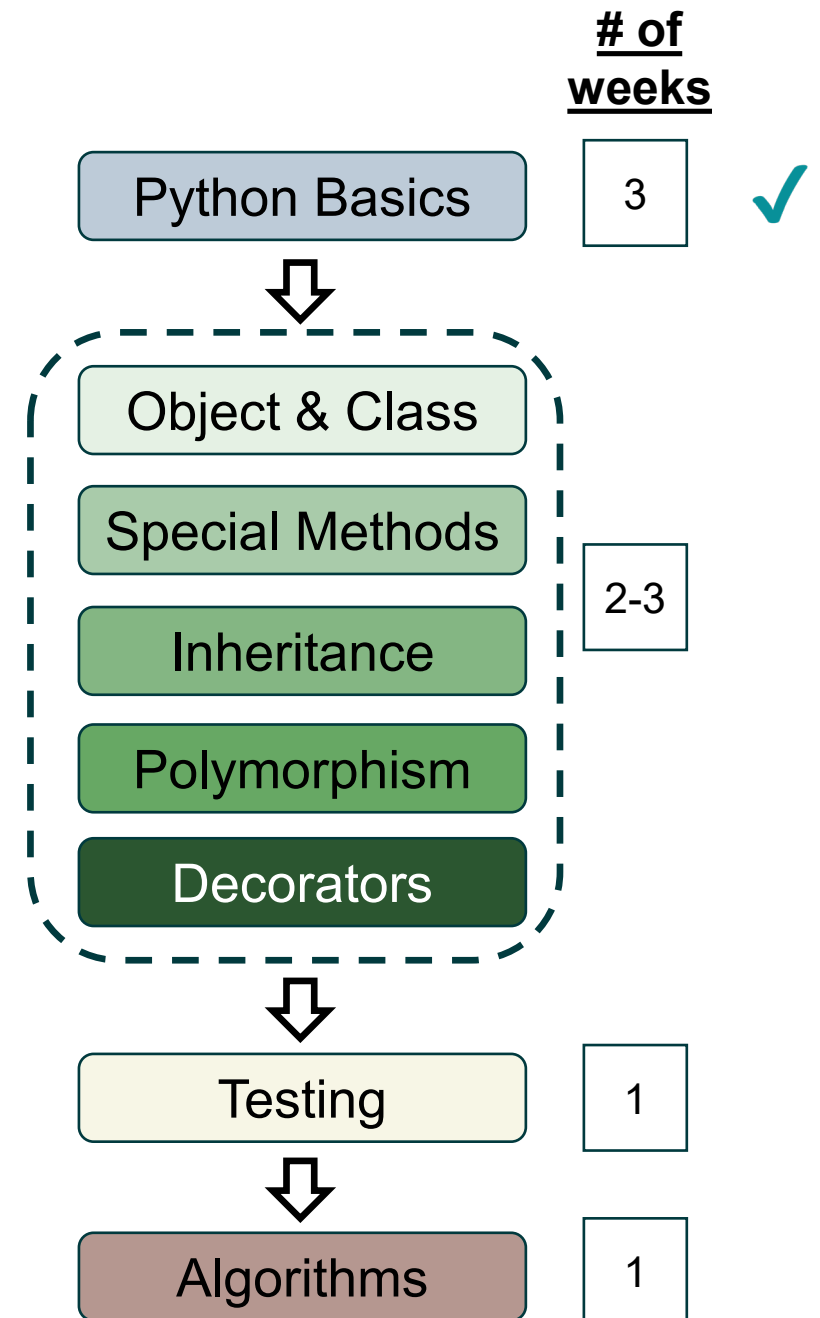 # of
weeks
Python Basics
3
Object & Class
Special Methods
Inheritance
2-3
Polymorphism
Decorators
Testing
1
Algorithms
1